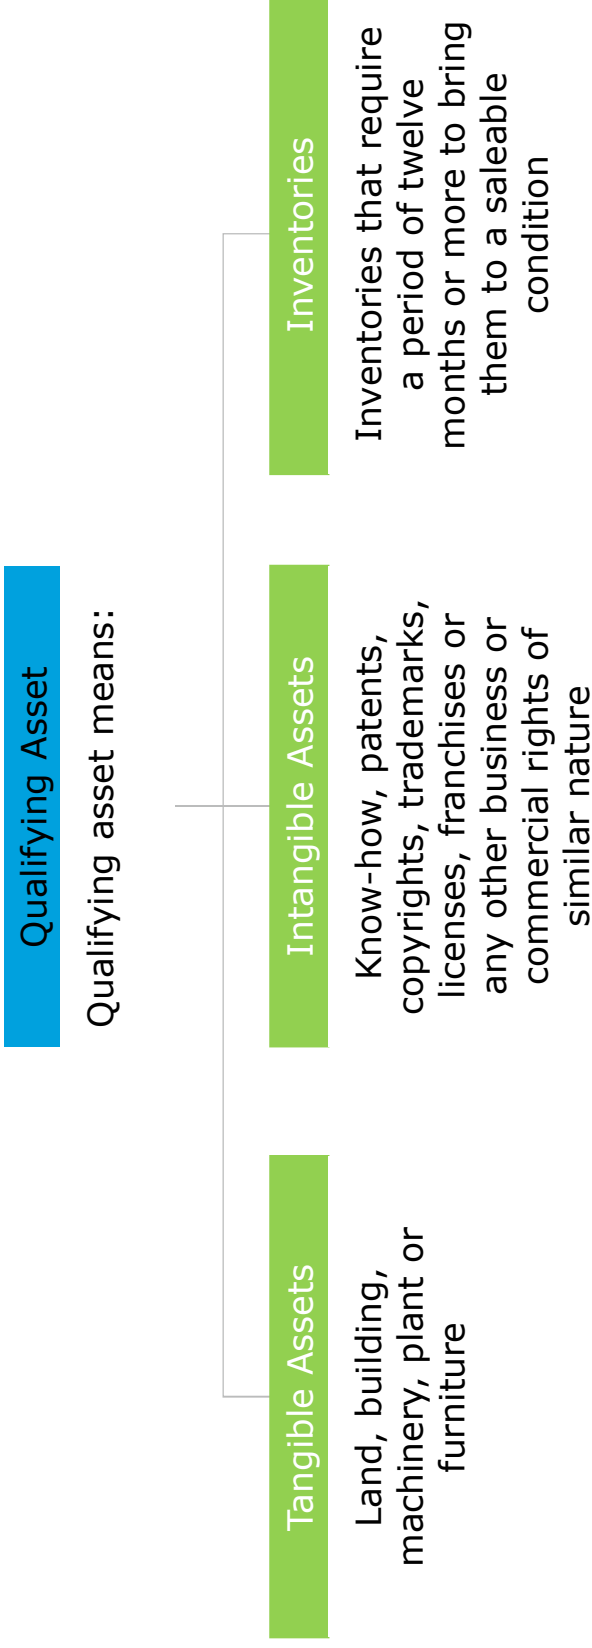 Qualifying Asset
Qualifying asset means:
Tangible Assets
Land, building,
machinery, plant or
furniture
Intangible Assets
Know-how, patents,
copyrights, trademarks,
licenses, franchises or
any other business or
commercial rights of
similar nature
Inventories
Inventories that require
a period of twelve
months or more to bring
them to a saleable
condition